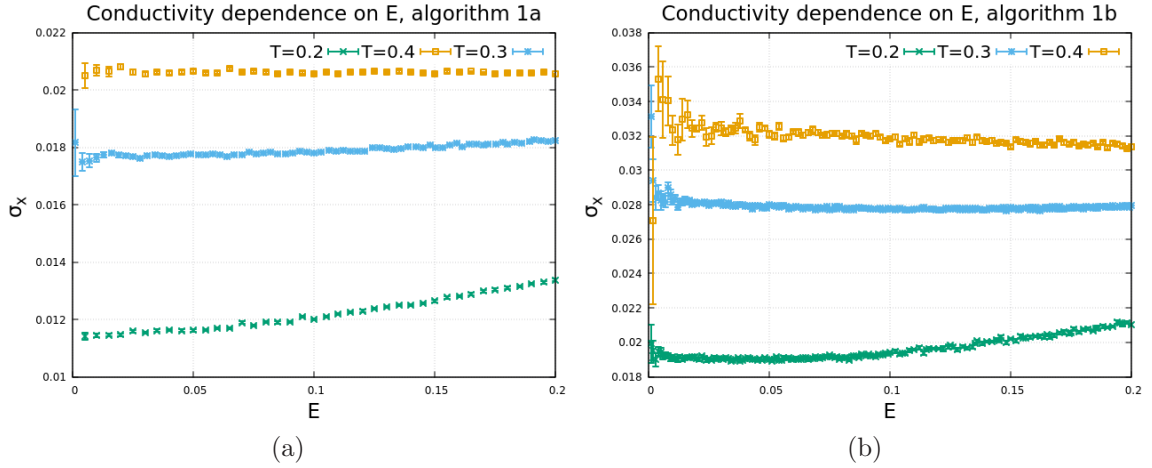 Conductivity dependence on E, algorithm 1a
T=0.2 T=0.4 T=0.3
0.022
0.02
0.018
0.016
0.014
0.012
0.01
σx
0 0.05 0.1 0.15 0.2
E
(a)
Conductivity dependence on E, algorithm 1b
T=0.2 T=0.3 T=0.4
0.038
0.036
0.034
0.032
0.03
0.028
0.026
0.024
0.022
0.02
0.018
σx
0 0.05 0.1 0.15 0.2
E
(b)